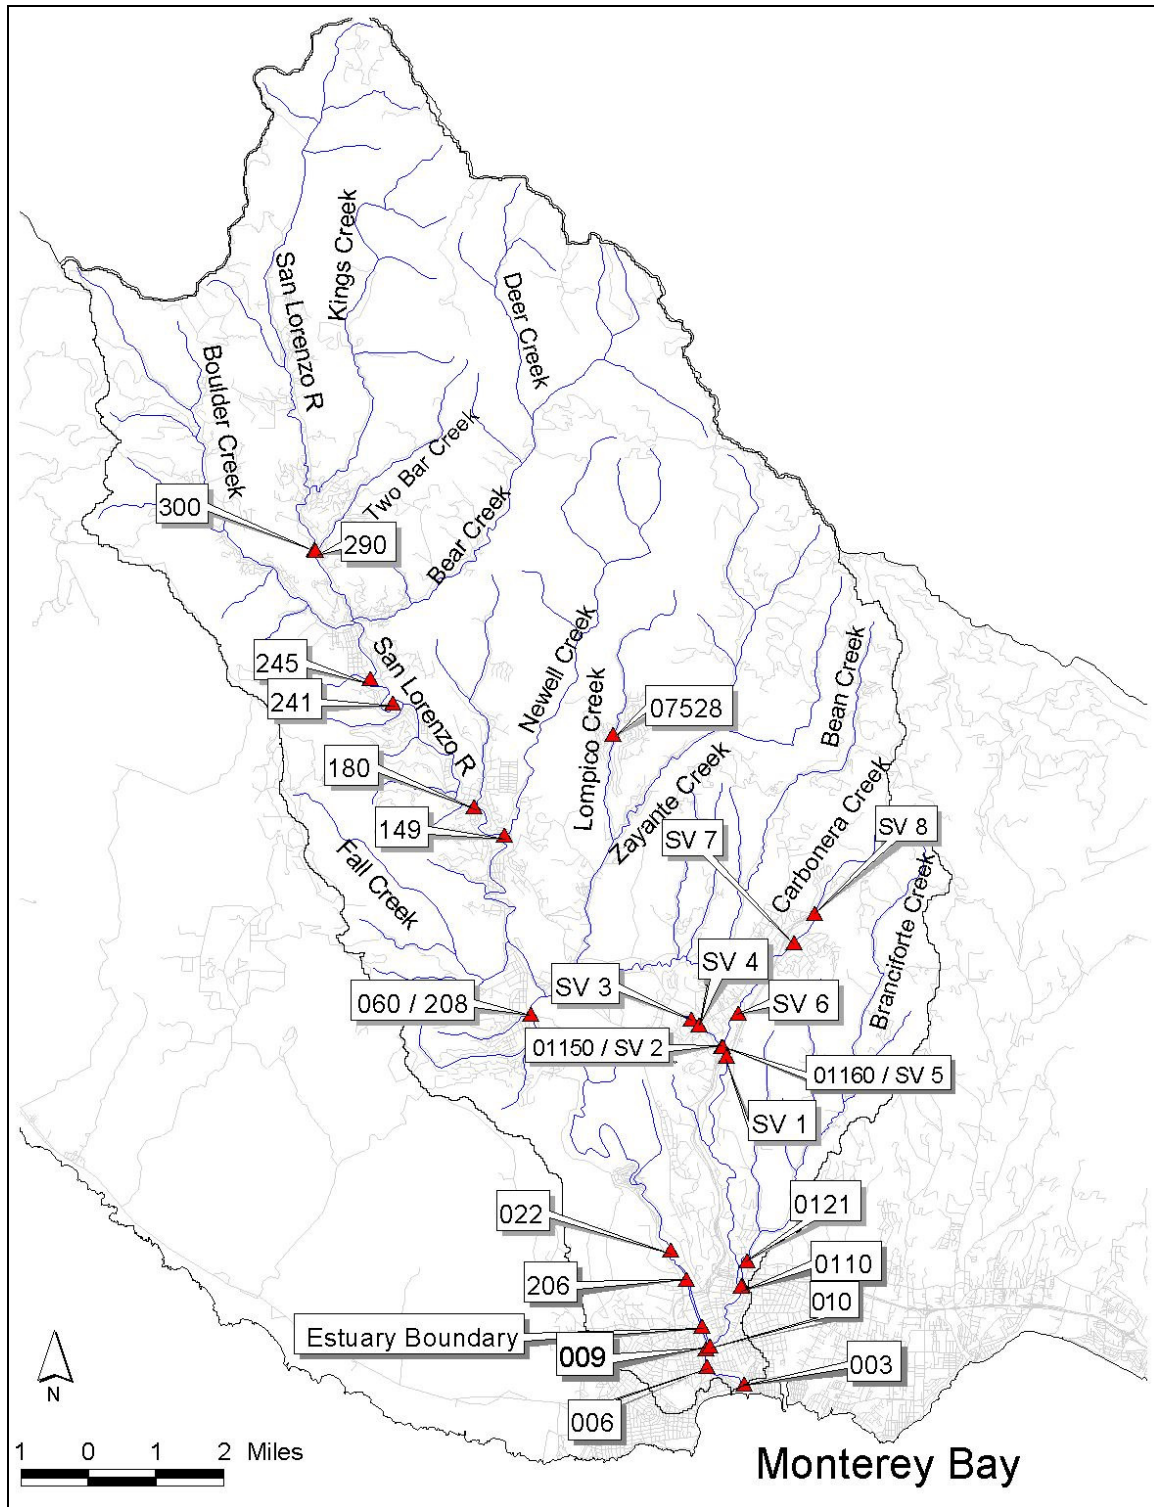 Kings Creek
San Lorenzo R
Deer Creek
Boulder Creek
Two Bar Creek
300
290
Bear Creek
245
241
San Lorenzo R
Newell Creek
Lompico Creek
07528
Bean Creek
180
149
Zayante Creek
Carbonera Creek
SV 7
SV 8
Fall Creek
Branciforte Creek
SV 4
SV 3
SV 6
060 / 208
01150 / SV 2
01160 / SV 5
SV 1
022
0121
206
0110
010
Estuary Boundary
009
003
006
N
1 0 1 2 Miles
Monterey Bay